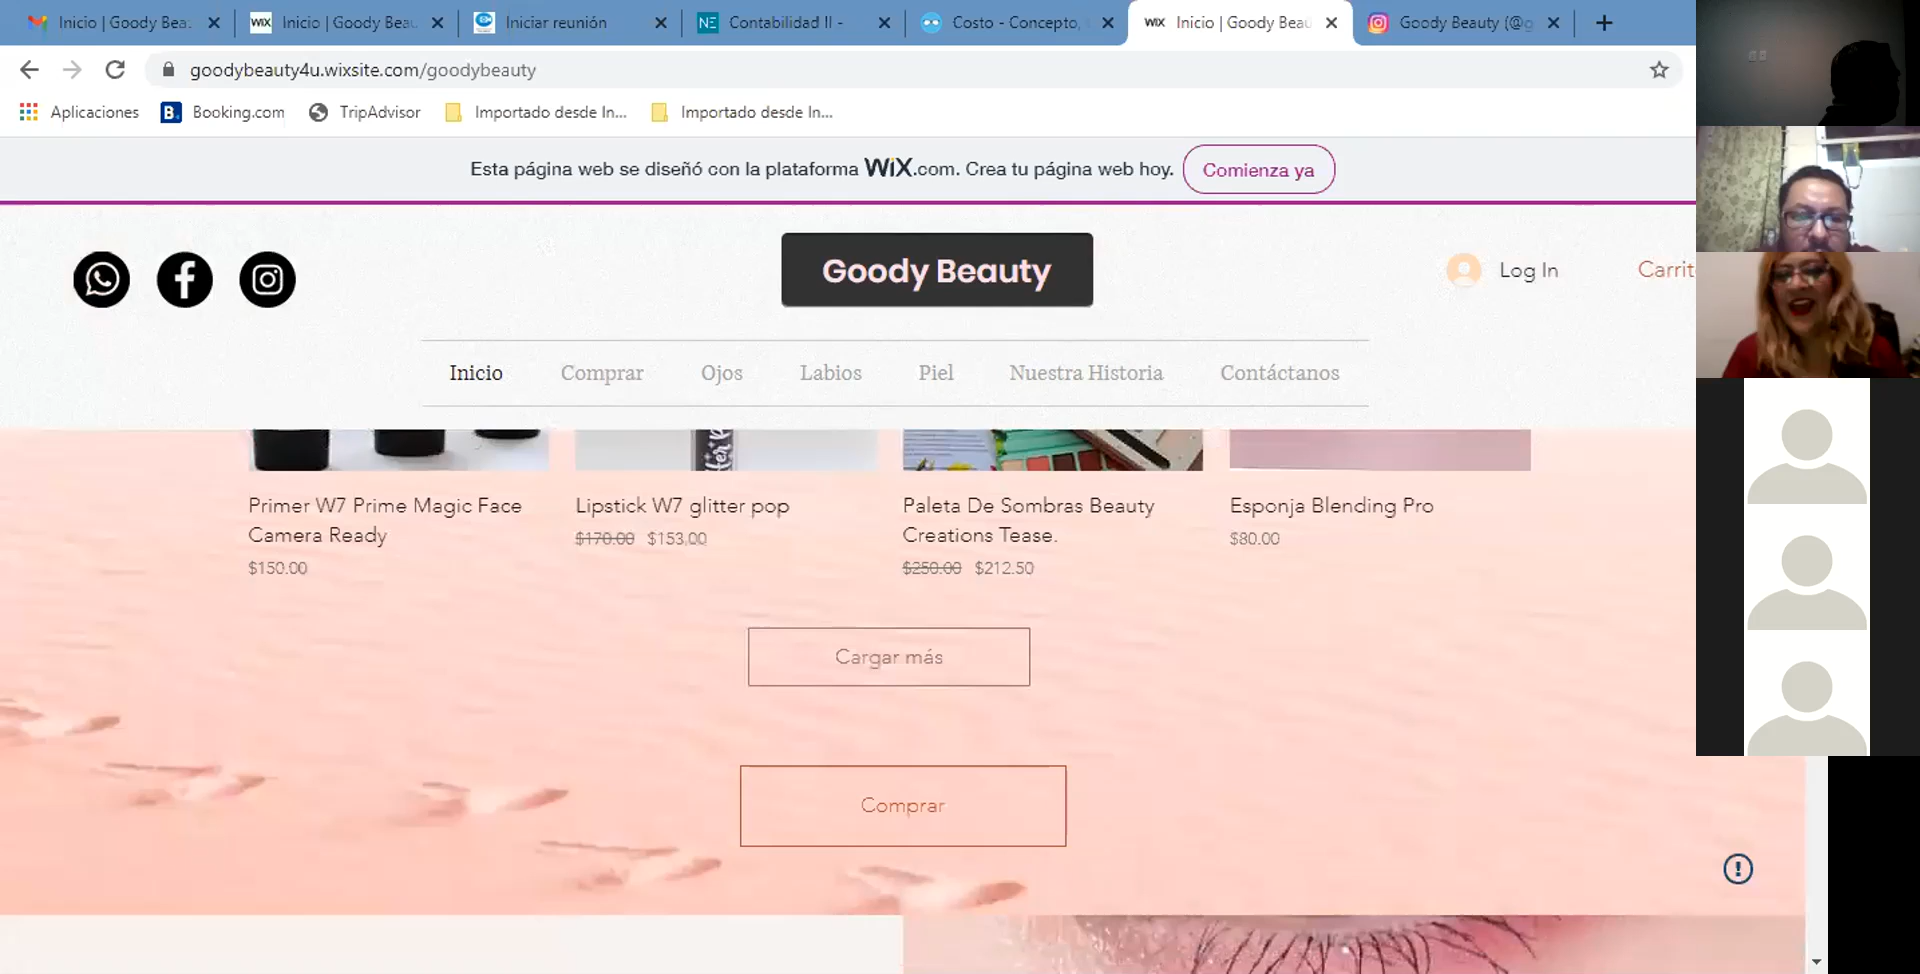 Inicio | Goody Bea
Inicio | Goody Beau
Iniciar reunión
Contabilidad II -
Costo - Concepto,
Inicio | Goody Beau
Goody Beauty (@g
goodybeauty4u.wixsite.com/goodybeauty
Aplicaciones
B. Booking.com
TripAdvisor
Importado desde In...
Importado desde In...
Esta página web se diseñó con la plataforma WiX.com. Crea tu página web hoy.
Comienza ya
Goody Beauty
Log In
Carrit
Inicio
Comprar
Ojos
Labios
Piel
Nuestra Historia
Contáctanos
Primer W7 Prime Magic Face
Camera Ready
$150.00
Lipstick W7 glitter pop
$170.00 $153.00
Paleta De Sombras Beauty
Creations Tease.
$250.00 $212.50
Esponja Blending Pro
$80.00
Cargar más
Comprar